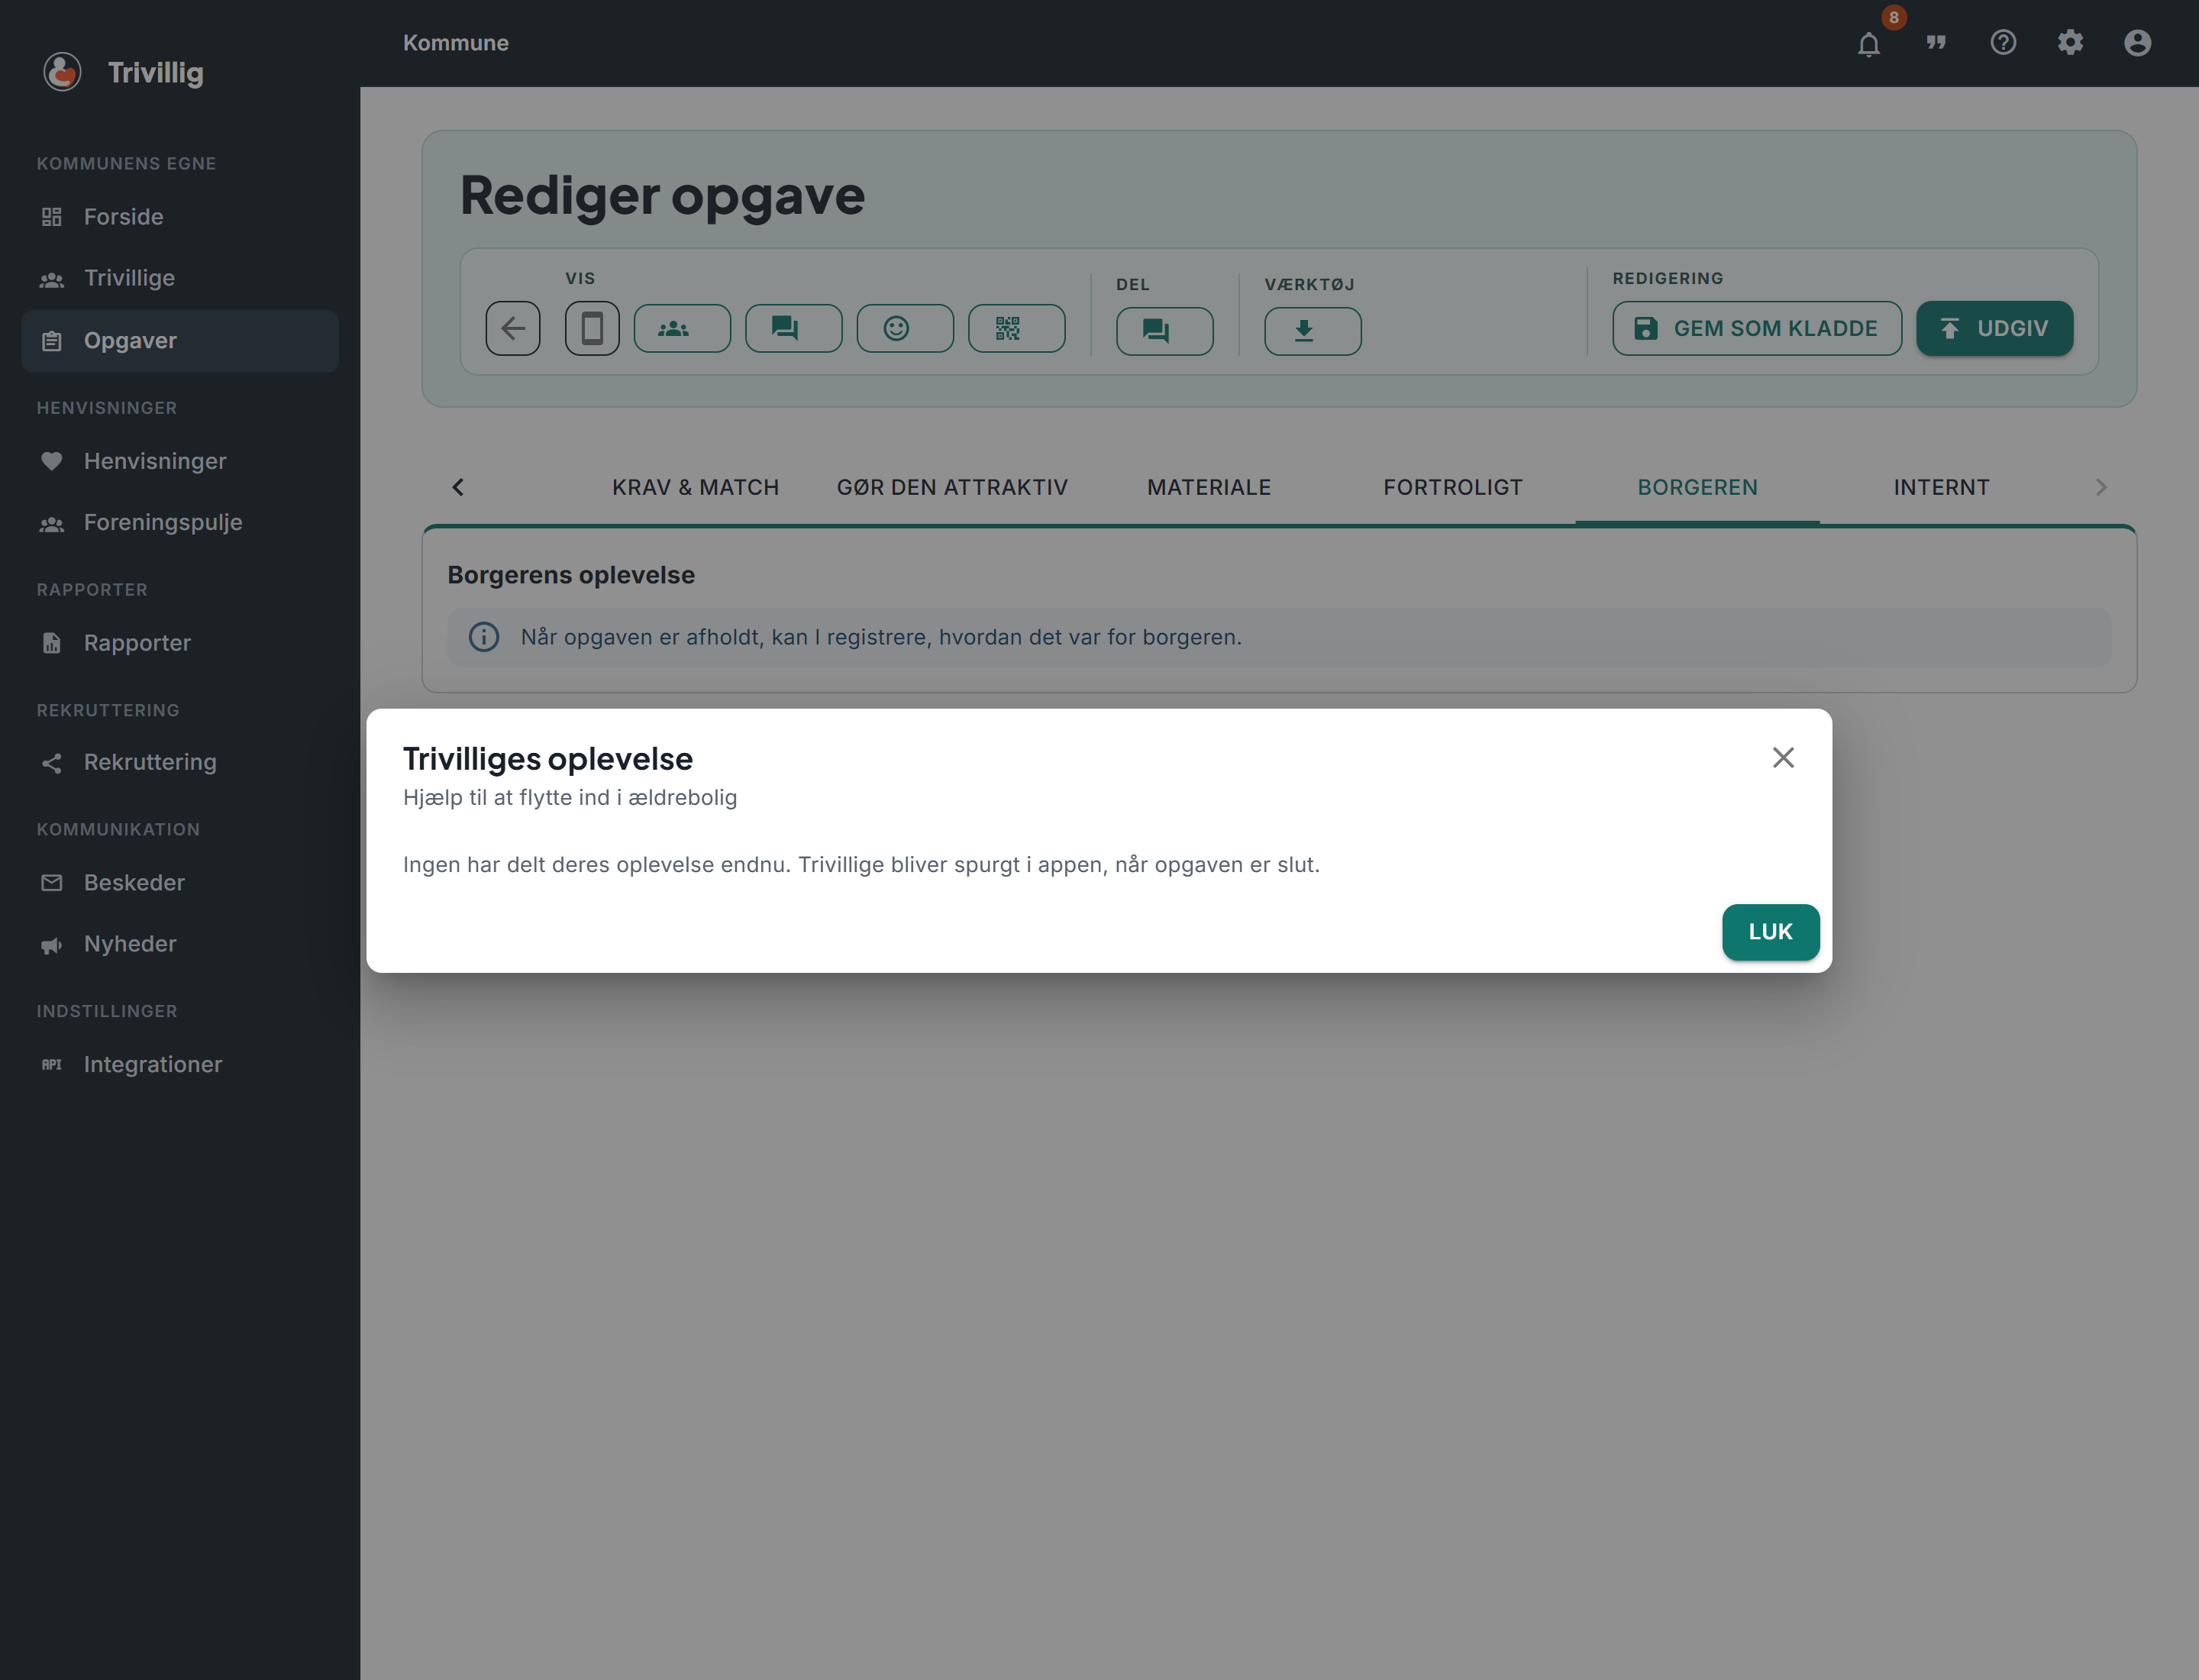 Trivillig
Kommune
8
KOMMUNENS EGNE
Forside
Trivillige
Opgaver
HENVISNINGER
Henvisninger
Foreningspulje
RAPPORTER
Rapporter
REKRUTTERING
Rekruttering
KOMMUNIKATION
Beskeder
Nyheder
INDSTILLINGER
API Integrationer
Rediger opgave
VIS
DEL
VÆRKTØJ
REDIGERING
GEM SOM KLADDE
UDGIV
KRAV & MATCH
GØR DEN ATTRAKTIV
MATERIALE
FORTROLIGT
BORGEREN
INTERNT
Borgerens oplevelse
Når opgaven er afholdt, kan I registrere, hvordan det var for borgeren.
Trivilliges oplevelse
Hjælp til at flytte ind i ældrebolig
Ingen har delt deres oplevelse endnu. Trivillige bliver spurgt i appen, når opgaven er slut.
LUK